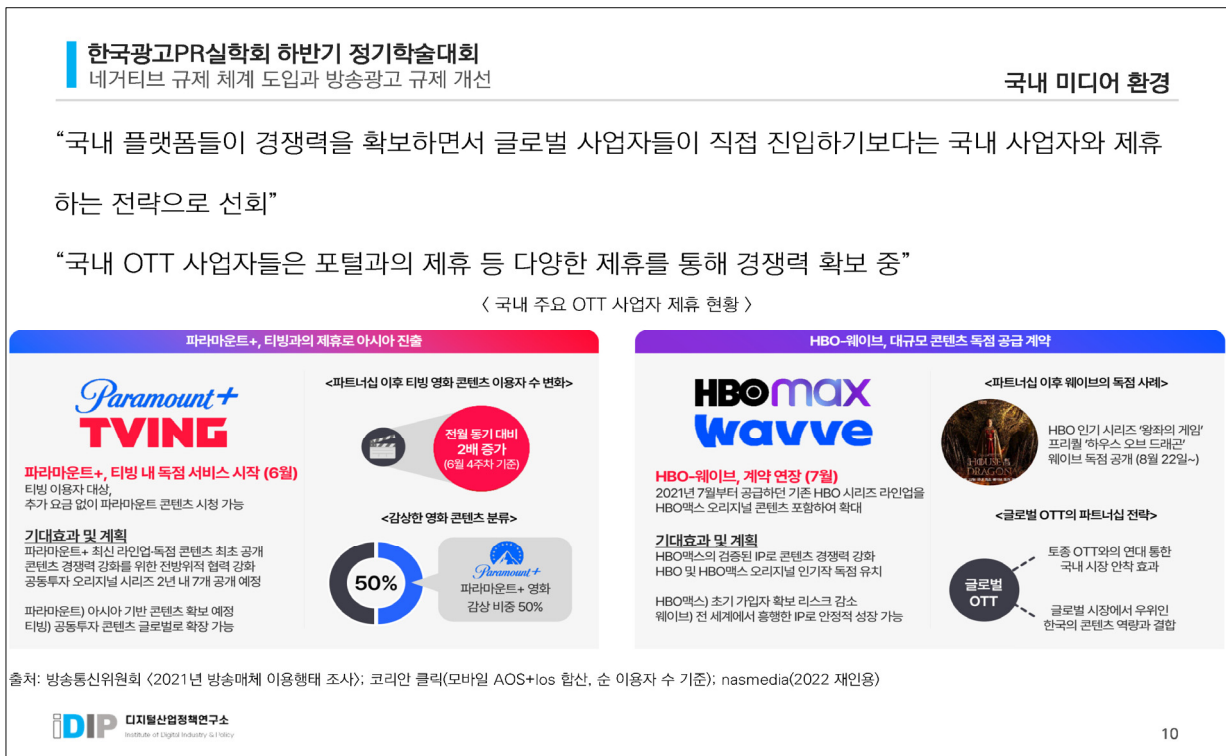 한국광고PR실학회 하반기 정기학술대회
네거티브 규제 체계 도입과 방송광고 규제 개선
국내 미디어 환경
“국내 플랫폼들이 경쟁력을 확보하면서 글로벌 사업자들이 직접 진입하기보다는 국내 사업자와 제휴
하는 전략으로 선회”
“국내 OTT 사업자들은 포털과의 제휴 등 다양한 제휴를 통해 경쟁력 확보 중”
〈 국내 주요 OTT 사업자 제휴 현황 〉
파라마운트+, 티빙과의 제휴로 아시아 진출
Paramount+
TVING
파라마운트+, 티빙 내 독점 서비스 시작 (6월)
티빙 이용자 대상,
추가 요금 없이 파라마운트 콘텐츠 시청 가능
기대효과 및 계획
파라마운트+ 최신 라인업·독점 콘텐츠 최초 공개
콘텐츠 경쟁력 강화를 위한 전방위적 협력 강화
공동투자 오리지널 시리즈 2년 내 7개 공개 예정
파라마운트) 아시아 기반 콘텐츠 확보 예정
티빙) 공동투자 콘텐츠 글로벌로 확장 가능
<파트너십 이후 티빙 영화 콘텐츠 이용자 수 변화>
전월 동기 대비
2배 증가
(6월 4주차 기준)
<감상한 영화 콘텐츠 분류>
50%
Paramount+
파라마운트+ 영화
감상 비중 50%
HBO-웨이브, 대규모 콘텐츠 독점 공급 계약
HBOmax
wavve
HBO-웨이브, 계약 연장 (7월)
2021년 7월부터 공급하던 기존 HBO 시리즈 라인업을
HBO맥스 오리지널 콘텐츠 포함하여 확대
기대효과 및 계획
HBO맥스의 검증된 IP로 콘텐츠 경쟁력 강화
HBO 및 HBO맥스 오리지널 인기작 독점 유치
HBO맥스) 초기 가입자 확보 리스크 감소
웨이브) 전 세계에서 흥행한 IP로 안정적 성장 가능
<파트너십 이후 웨이브의 독점 사례>
HOUSE of the
DRAGON
HBO 인기 시리즈 ‘왕좌의 게임’
프리퀄 ‘하우스 오브 드래곤’
웨이브 독점 공개 (8월 22일~)
<글로벌 OTT의 파트너십 전략>
글로벌
OTT
토종 OTT와의 연대 통한
국내 시장 안착 효과
글로벌 시장에서 우위인
한국의 콘텐츠 역량과 결합
출처: 방송통신위원회 〈2021년 방송매체 이용행태 조사〉; 코리안 클릭(모바일 AOS+Ios 합산, 순 이용자 수 기준); nasmedia(2022 재인용)
iDIP 디지털산업정책연구소
Institute of Digital Industry & Policy
10